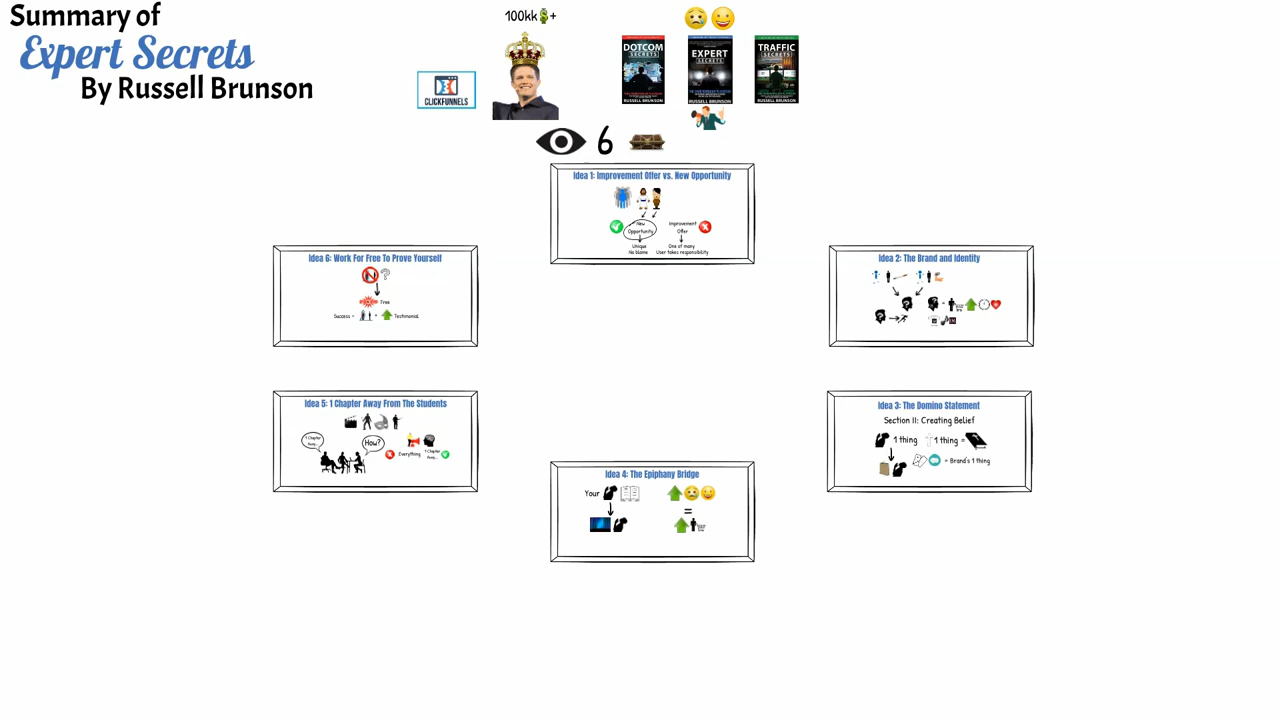 Summary of
Expert Secrets
By Russell Brunson
100kk +
CLICKFUNNELS
DOTCOM
SECRETS
RUSSELL BRUNSON
EXPERT
SECRETS
RUSSELL BRUNSON
TRAFFIC
SECRETS
RUSSELL BRUNSON
6
Idea 1: Improvement Offer vs. New Opportunity
New
Opportunity
Improvement
Offer
Unique
No blame
One of many
User takes responsibility
Idea 6: Work For Free To Prove Yourself
Free
Success = + Testimonial
Idea 2: The Brand and Identity
=
Idea 5: 1 Chapter Away From The Students
1 Chapter
Away...
How?
Everything
1 Chapter
Away...
Idea 3: The Domino Statement
Section II: Creating Belief
1 thing
1 thing =
= Brand's 1 thing
Idea 4: The Epiphany Bridge
Your
=